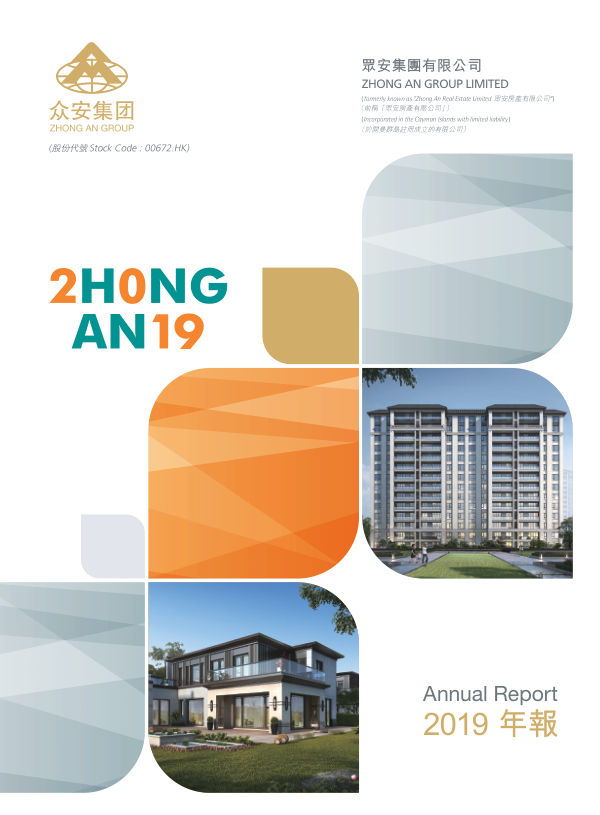 众安集团
ZHONG AN GROUP
(股份代號 Stock Code : 00672.HK)
眾安集團有限公司
ZHONG AN GROUP LIMITED
(formerly known as "Zhong An Real Estate Limited 眾安房產有限公司")
(前稱「眾安房產有限公司」)
(Incorporated in the Cayman Islands with limited liability)
(於開曼群島註冊成立的有限公司)
2H0NG
AN19
Annual Report
2019 年報